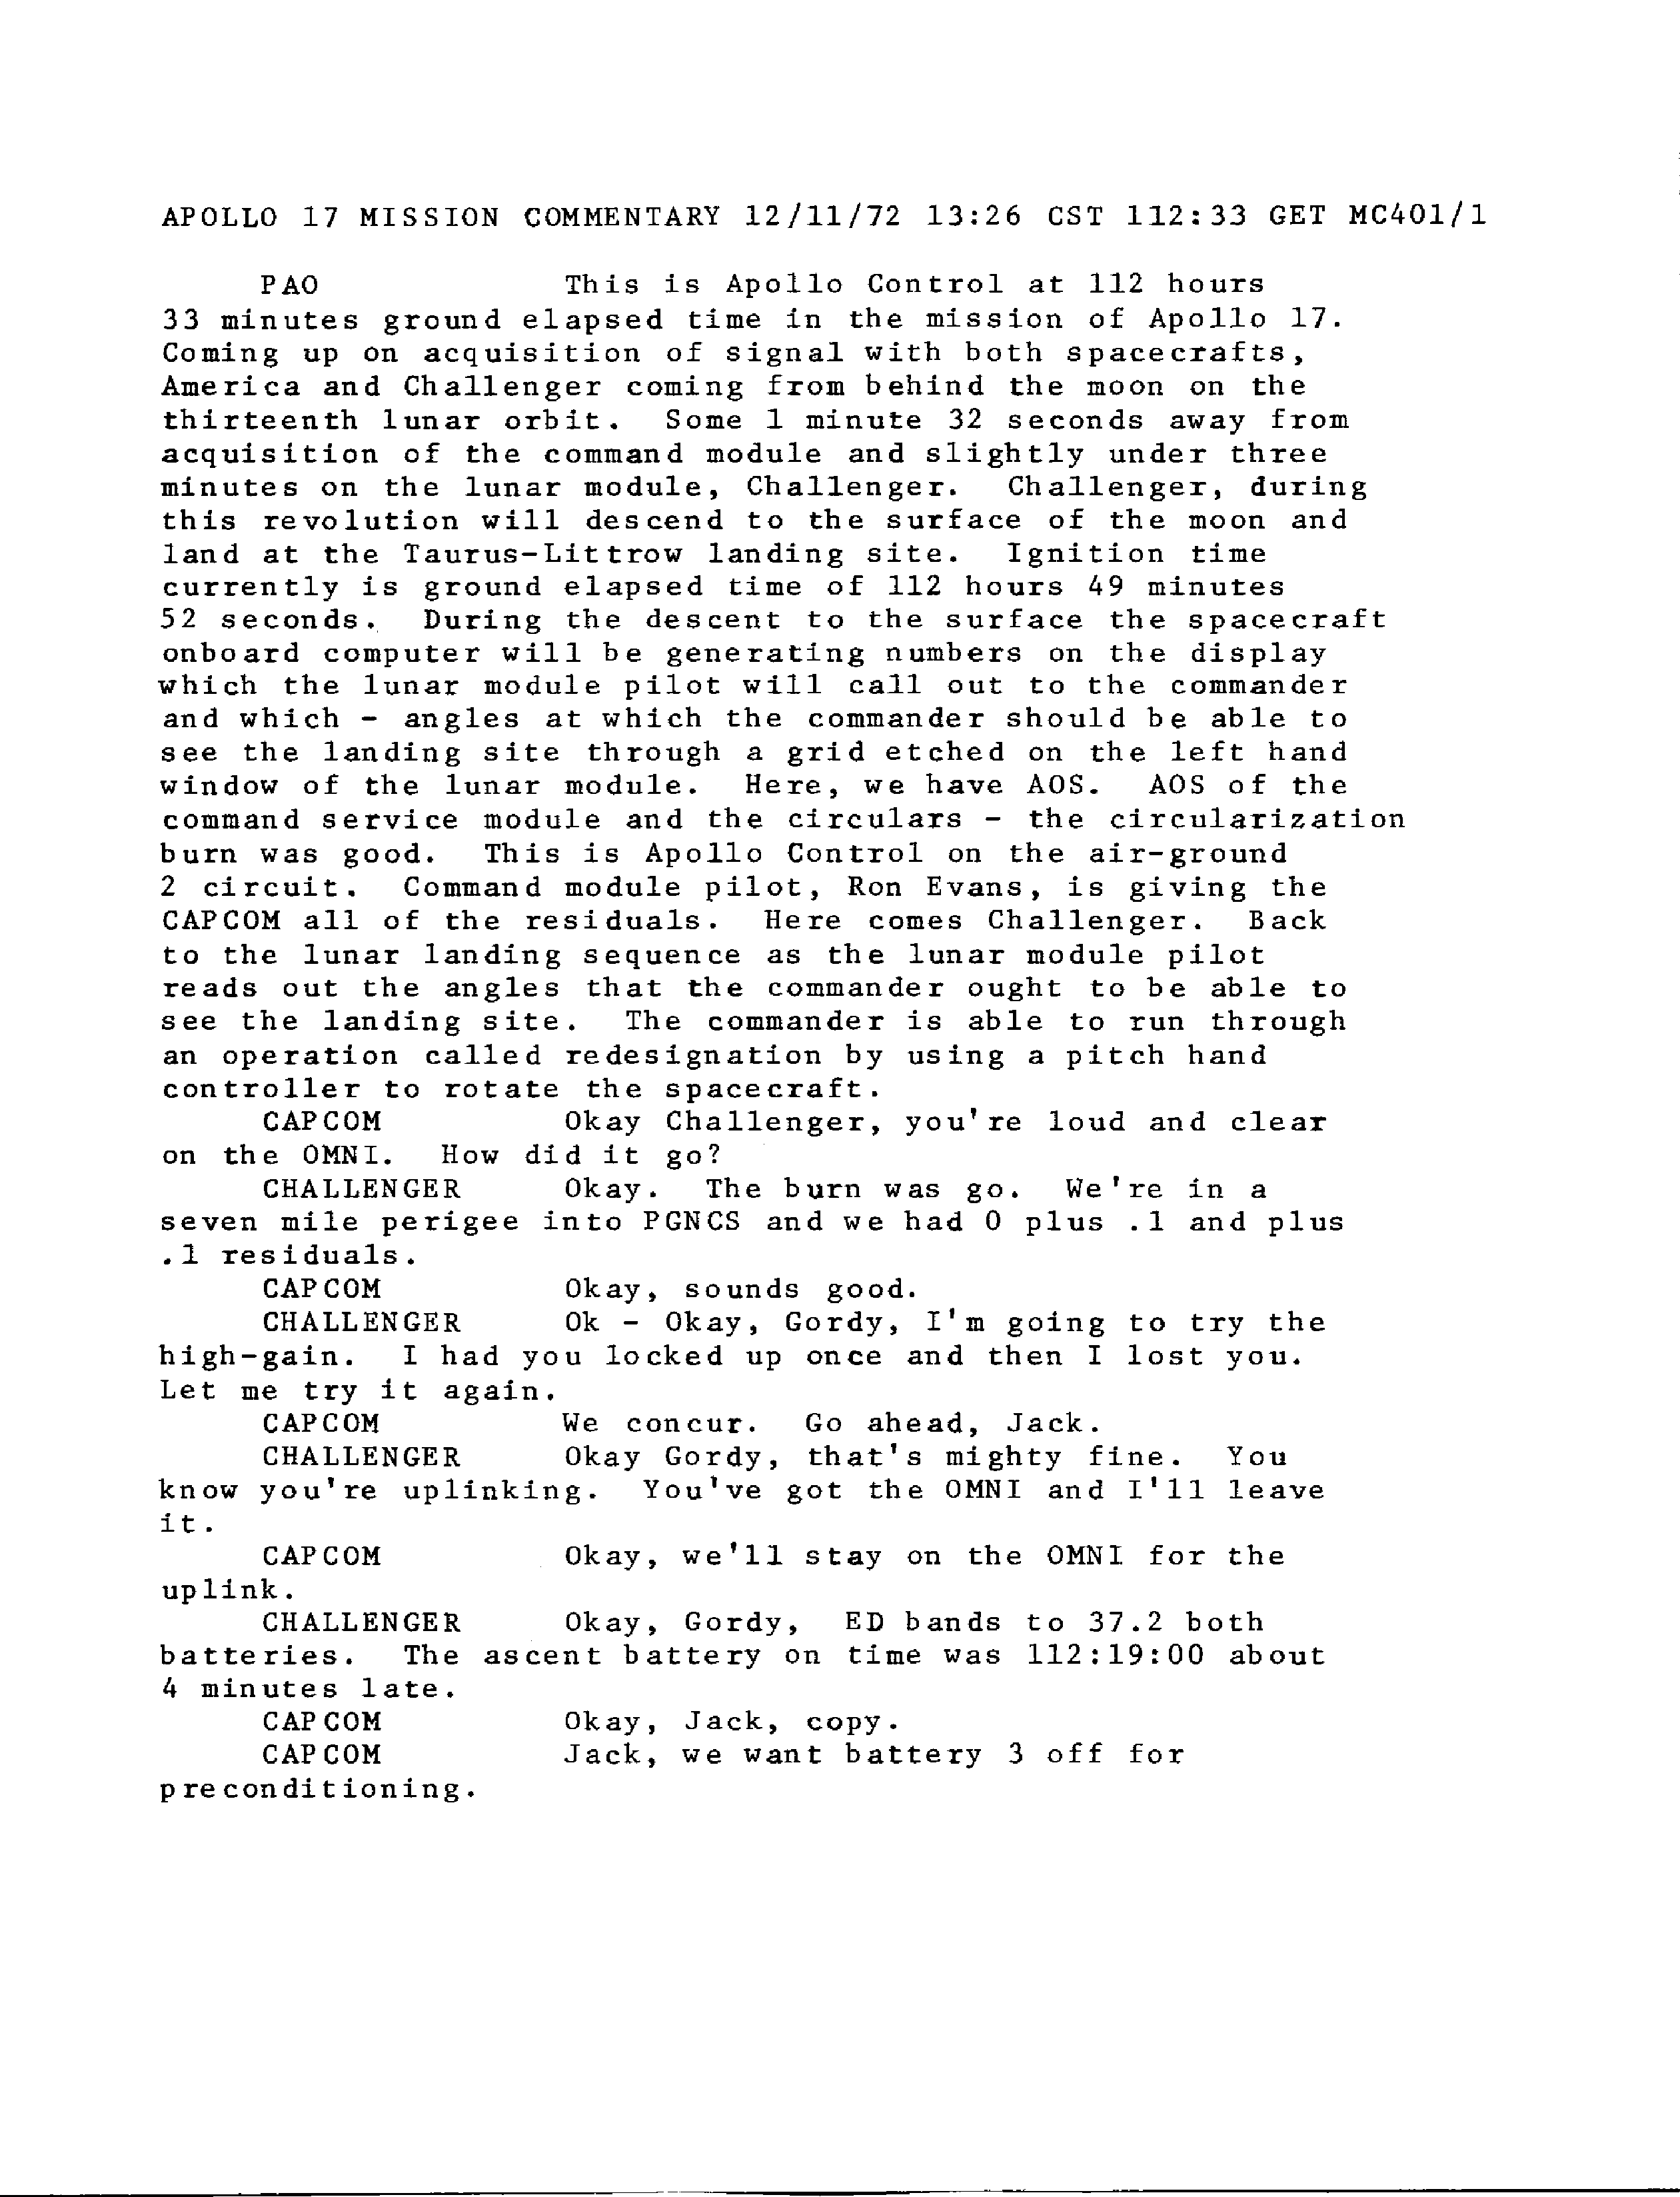 APOLLO 17 MISSION COMMENTARY 12/11/72 13:26 CST 112:33 GET MC401/1
PAO This is Apollo Control at 112 hours
33 minutes ground elapsed time in the mission of Apollo 17.
Coming up on acquisition of signal with both spacecrafts,
America and Challenger coming from behind the moon on the
thirteenth lunar orbit. Some 1 minute 32 seconds away from
acquisition of the command module and slightly under three
minutes on the lunar module, Challenger. Challenger, during
this revolution will descend to the surface of the moon and
land at the Taurus-Littrow landing site. Ignition time
currently is ground elapsed time of 112 hours 49 minutes
52 seconds. During the descent to the surface the spacecraft
onboard computer will be generating numbers on the display
which the lunar module pilot will call out to the commander
and which - angles at which the commander should be able to
see the landing site through a grid etched on the left hand
window of the lunar module. Here, we have AOS. AOS of the
command service module and the circulars - the circularization
burn was good. This is Apollo Control on the air-ground
2 circuit. Command module pilot, Ron Evans, is giving the
CAPCOM all of the residuals. Here comes Challenger. Back
to the lunar landing sequence as the lunar module pilot
reads out the angles that the commander ought to be able to
see the landing site. The commander is able to run through
an operation called redesignation by using a pitch hand
controller to rotate the spacecraft.
CAPCOM Okay Challenger, you're loud and clear
on the OMNI. How did it go?
CHALLENGER Okay. The burn was go. We're in a
seven mile perigee into PGNCS and we had 0 plus .1 and plus
.1 residuals.
CAPCOM Okay, sounds good.
CHALLENGER Ok - Okay, Gordy, I'm going to try the
high-gain. I had you locked up once and then I lost you.
Let me try it again.
CAPCOM We concur. Go ahead, Jack.
CHALLENGER Okay Gordy, that's mighty fine. You
know you're uplinking. You've got the OMNI and I'll leave
it.
CAPCOM Okay, we'll stay on the OMNI for the
uplink.
CHALLENGER Okay, Gordy, ED bands to 37.2 both
batteries. The ascent battery on time was 112:19:00 about
4 minutes late.
CAPCOM Okay, Jack, copy.
CAPCOM Jack, we want battery 3 off for
preconditioning.